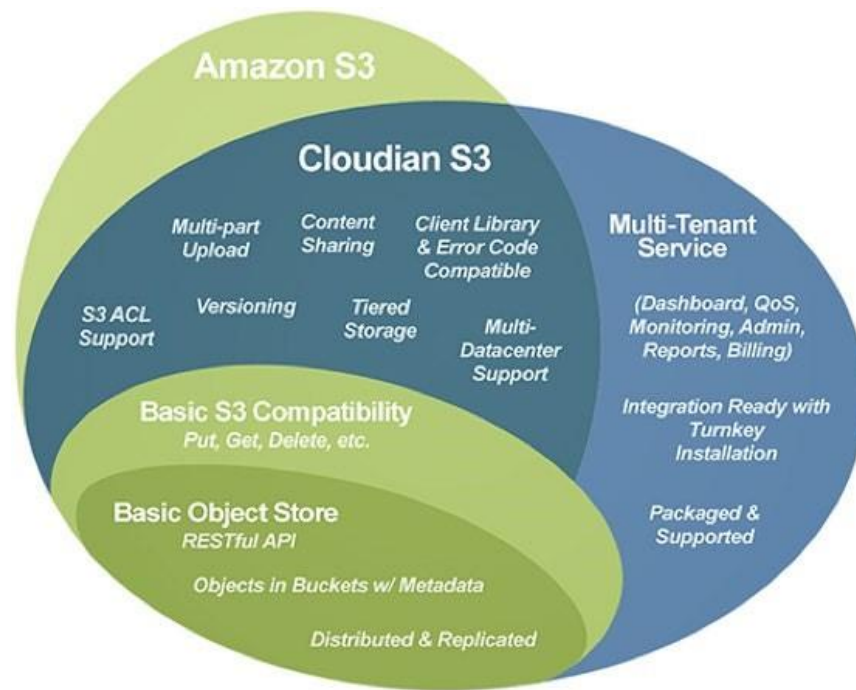 Amazon S3
Cloudian S3
Multi-part
Upload
Content
Sharing
Client Library
& Error Code
Compatible
S3 ACL
Support
Versioning
Tiered
Storage
Multi-
Datacenter
Support
Multi-Tenant
Service
(Dashboard, QoS,
Monitoring, Admin,
Reports, Billing)
Integration Ready with
Turnkey
Installation
Packaged &
Supported
Basic S3 Compatibility
Put, Get, Delete, etc.
Basic Object Store
RESTful API
Objects in Buckets w/ Metadata
Distributed & Replicated